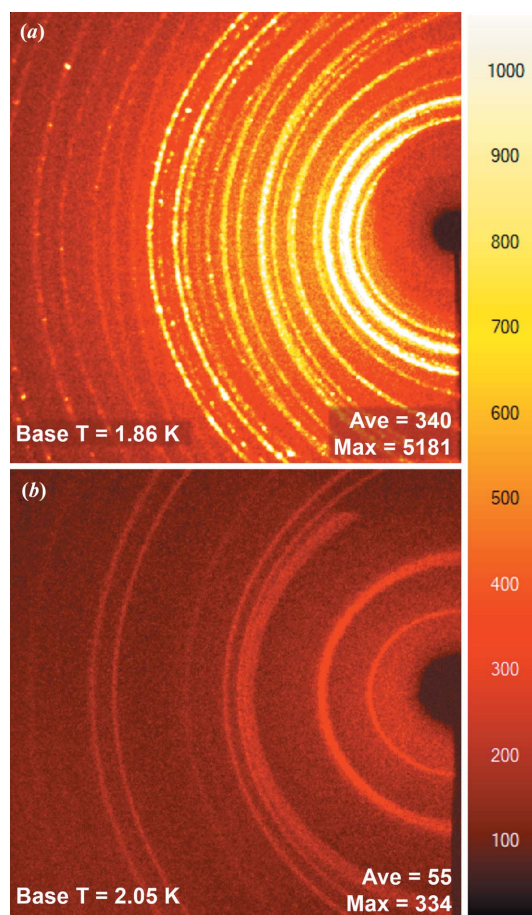 (a)
Base T = 1.86 K
Ave = 340
Max = 5181
(b)
Base T = 2.05 K
Ave = 55
Max = 334
1000
900
800
700
600
500
400
300
200
100